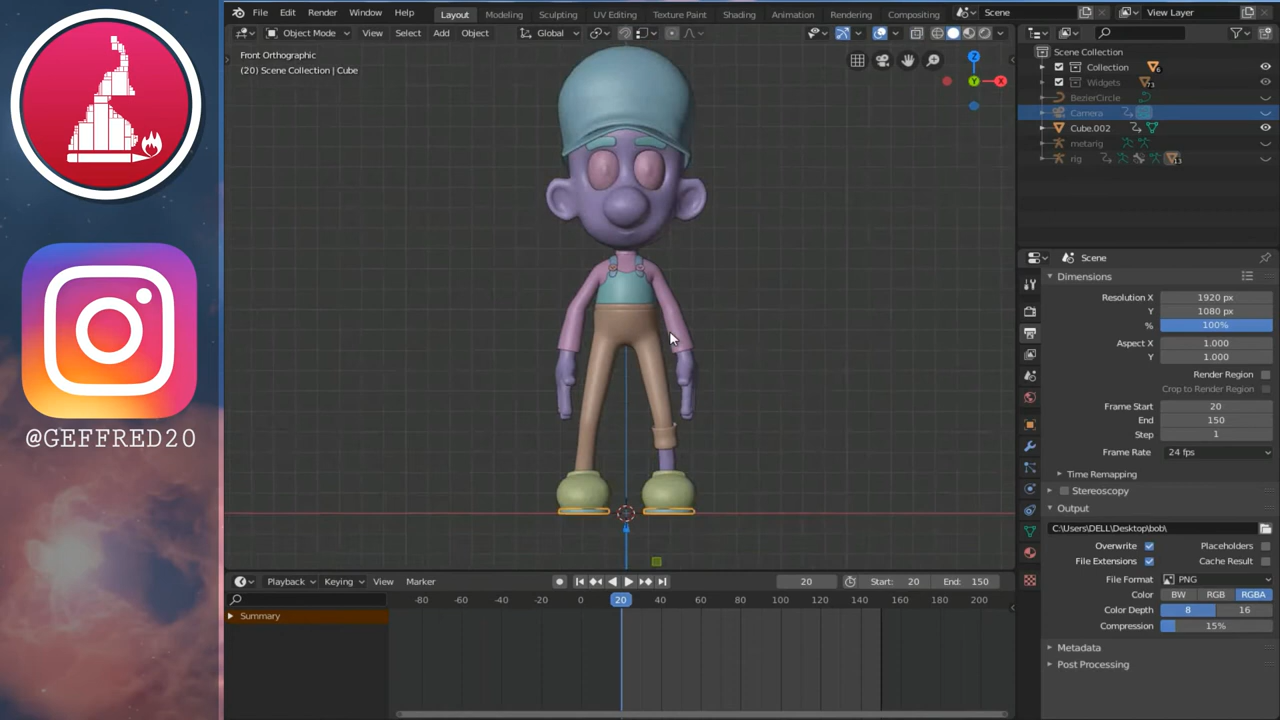 File Edit Render Window Help Layout Modeling Sculpting UV Editing Texture Paint Shading Animation Rendering Compositing Scene View Layer
Object Mode View Select Add Object Global
Front Orthographic
(20) Scene Collection | Cube
Scene Collection
Collection 6
Widgets 73
BezierCircle
Camera
Cube.002
metarig
rig 13
Z
X
Y
Scene
Dimensions
Resolution X 1920 px
Y 1080 px
% 100%
Aspect X 1.000
Y 1.000
Render Region
Crop to Render Region
Frame Start 20
End 150
Step 1
Frame Rate 24 fps
Time Remapping
Stereoscopy
Output
C:\Users\DELL\Desktop\bob\
Overwrite Placeholders
File Extensions Cache Result
File Format PNG
Color BW RGB RGBA
Color Depth 8 16
Compression 15%
Metadata
Post Processing
@GEFFRED20
Playback Keying View Marker 20 Start: 20 End: 150
-80 -60 -40 -20 0 20 40 60 80 100 120 140 160 180 200
Summary